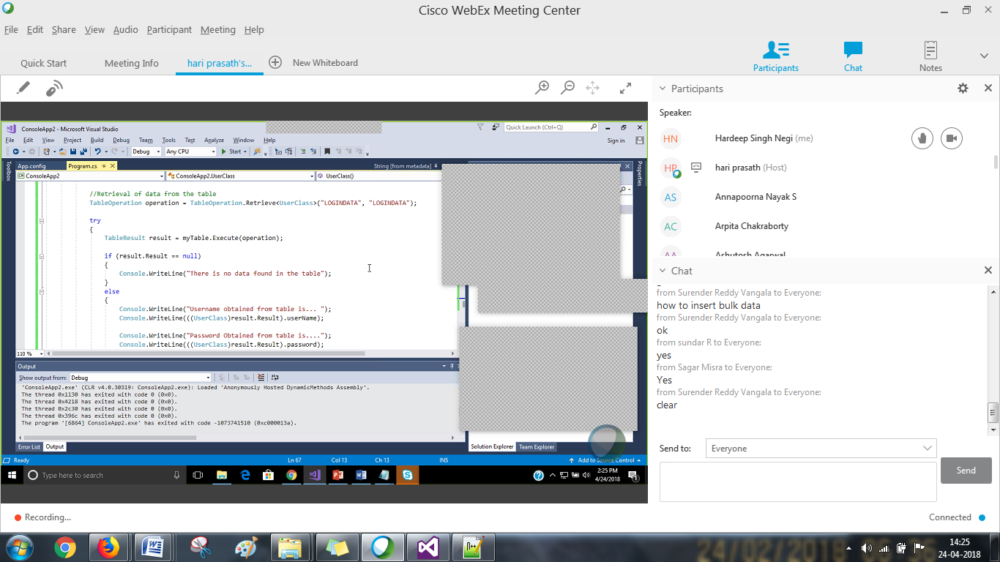 Cisco WebEx Meeting Center
File Edit Share View Audio Participant Meeting Help
Quick Start Meeting Info hari prasath's... New Whiteboard
Participants Chat Notes
ConsoleApp2 - Microsoft Visual Studio
Quick Launch (Ctrl+Q)
File Edit View Project Build Debug Team Tools Test Analyze Window Help
Sign in
Debug Any CPU Start
Toolbox
App.config Program.cs String [from metadata]
ConsoleApp2 ConsoleApp2.UserClass UserClass()
Properties
//Retrieval of data from the table
TableOperation operation = TableOperation.Retrieve<UserClass>("LOGINDATA", "LOGINDATA");
try
{
TableResult result = myTable.Execute(operation);
if (result.Result == null)
{
Console.WriteLine("There is no data found in the table");
}
else
{
Console.WriteLine("Username obtained from table is... ");
Console.WriteLine(((UserClass)result.Result).userName);
Console.WriteLine("Password Obtained from table is....");
Console.WriteLine(((UserClass)result.Result).password);
110 %
Output
Show output from: Debug
'ConsoleApp2.exe' (CLR v4.0.30319: ConsoleApp2.exe): Loaded 'Anonymously Hosted DynamicMethods Assembly'.
The thread 0x1130 has exited with code 0 (0x0).
The thread 0x4218 has exited with code 0 (0x0).
The thread 0x2c30 has exited with code 0 (0x0).
The thread 0x396c has exited with code 0 (0x0).
The program '[6864] ConsoleApp2.exe' has exited with code -1073741510 (0xc000013a).
Error List Output
Solution Explorer Team Explorer
Ready Ln 67 Col 13 Ch 13 INS Add to Source Control
Type here to search
2:25 PM
4/24/2018
Participants
Speaker:
HN Hardeep Singh Negi (me)
HP hari prasath (Host)
AS Annapoorna Nayak S
AC Arpita Chakraborty
AA Ashutosh Agarwal
Chat
from Surender Reddy Vangala to Everyone:
how to insert bulk data
from Surender Reddy Vangala to Everyone:
ok
from sundar R to Everyone:
yes
from Sagar Misra to Everyone:
Yes
from Surender Reddy Vangala to Everyone:
clear
Send to: Everyone
Send
Recording...
Connected
14:25
24-04-2018